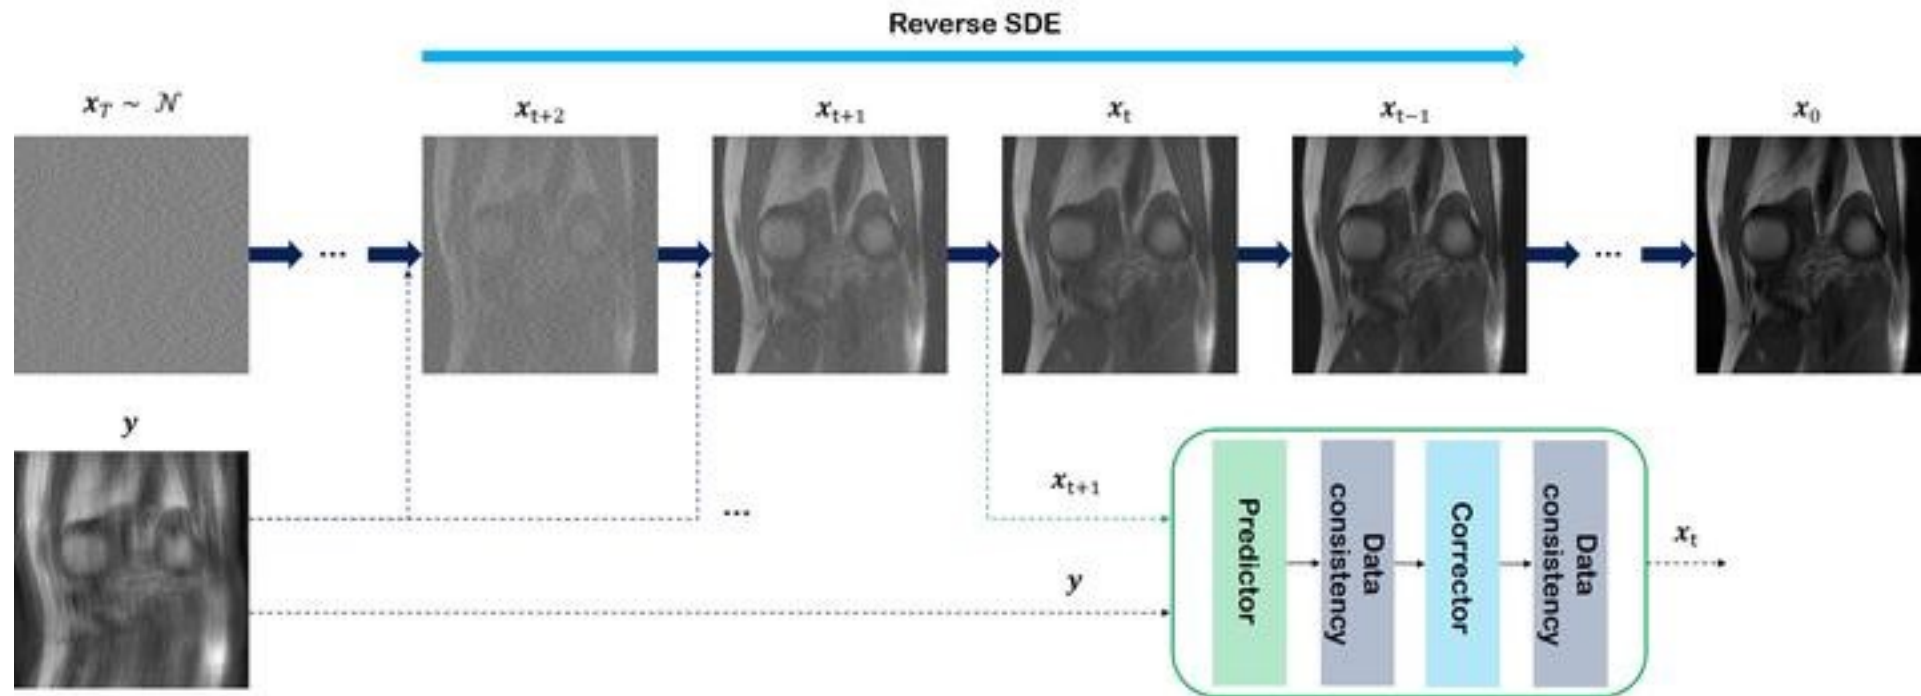 Reverse SDE
x_T ~ 𝒩
x_{t+2}
x_{t+1}
x_t
x_{t−1}
x_0
...
...
y
...
x_{t+1}
y
Predictor
Data
consistency
Corrector
Data
consistency
x_t